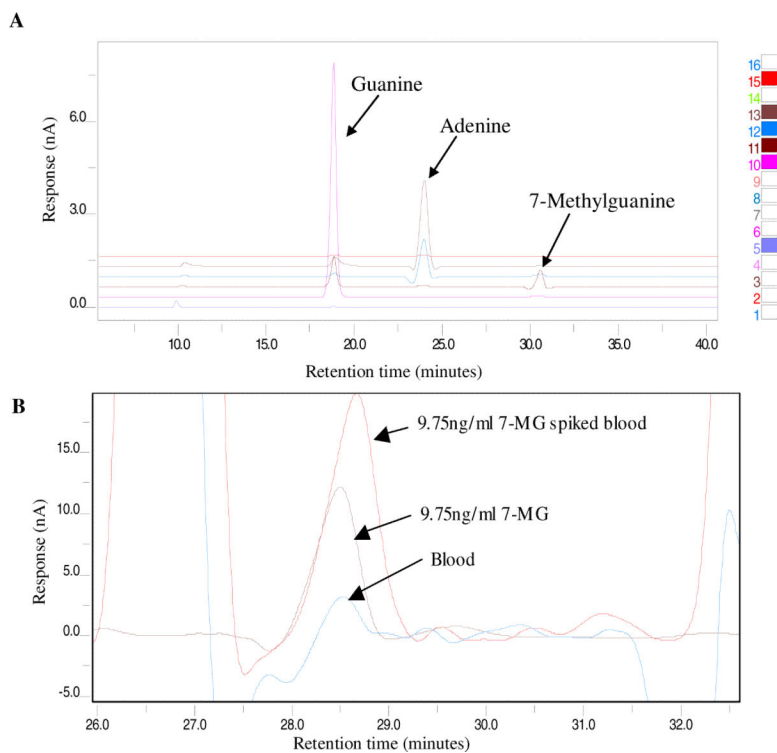 A
Response (nA)
6.0
3.0
0.0
Guanine
Adenine
7-Methylguanine
10.0 15.0 20.0 25.0 30.0 35.0 40.0
Retention time (minutes)
16
15
14
13
12
11
10
9
8
7
6
5
4
3
2
1
B
Response (nA)
15.0
10.0
5.0
0.0
-5.0
9.75ng/ml 7-MG spiked blood
9.75ng/ml 7-MG
Blood
26.0 27.0 28.0 29.0 30.0 31.0 32.0
Retention time (minutes)